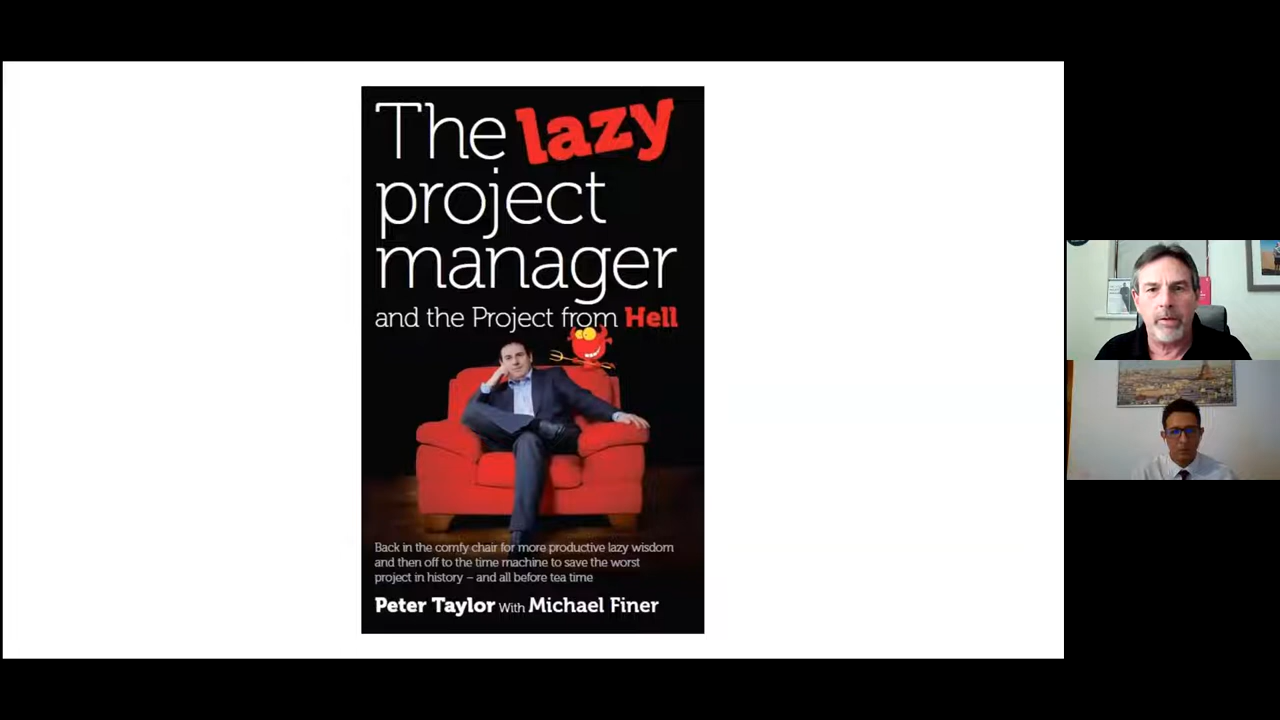 The lazy
project
manager
and the Project from Hell
Back in the comfy chair for more productive lazy wisdom
and then off to the time machine to save the worst
project in history – and all before tea time
Peter Taylor With Michael Finer